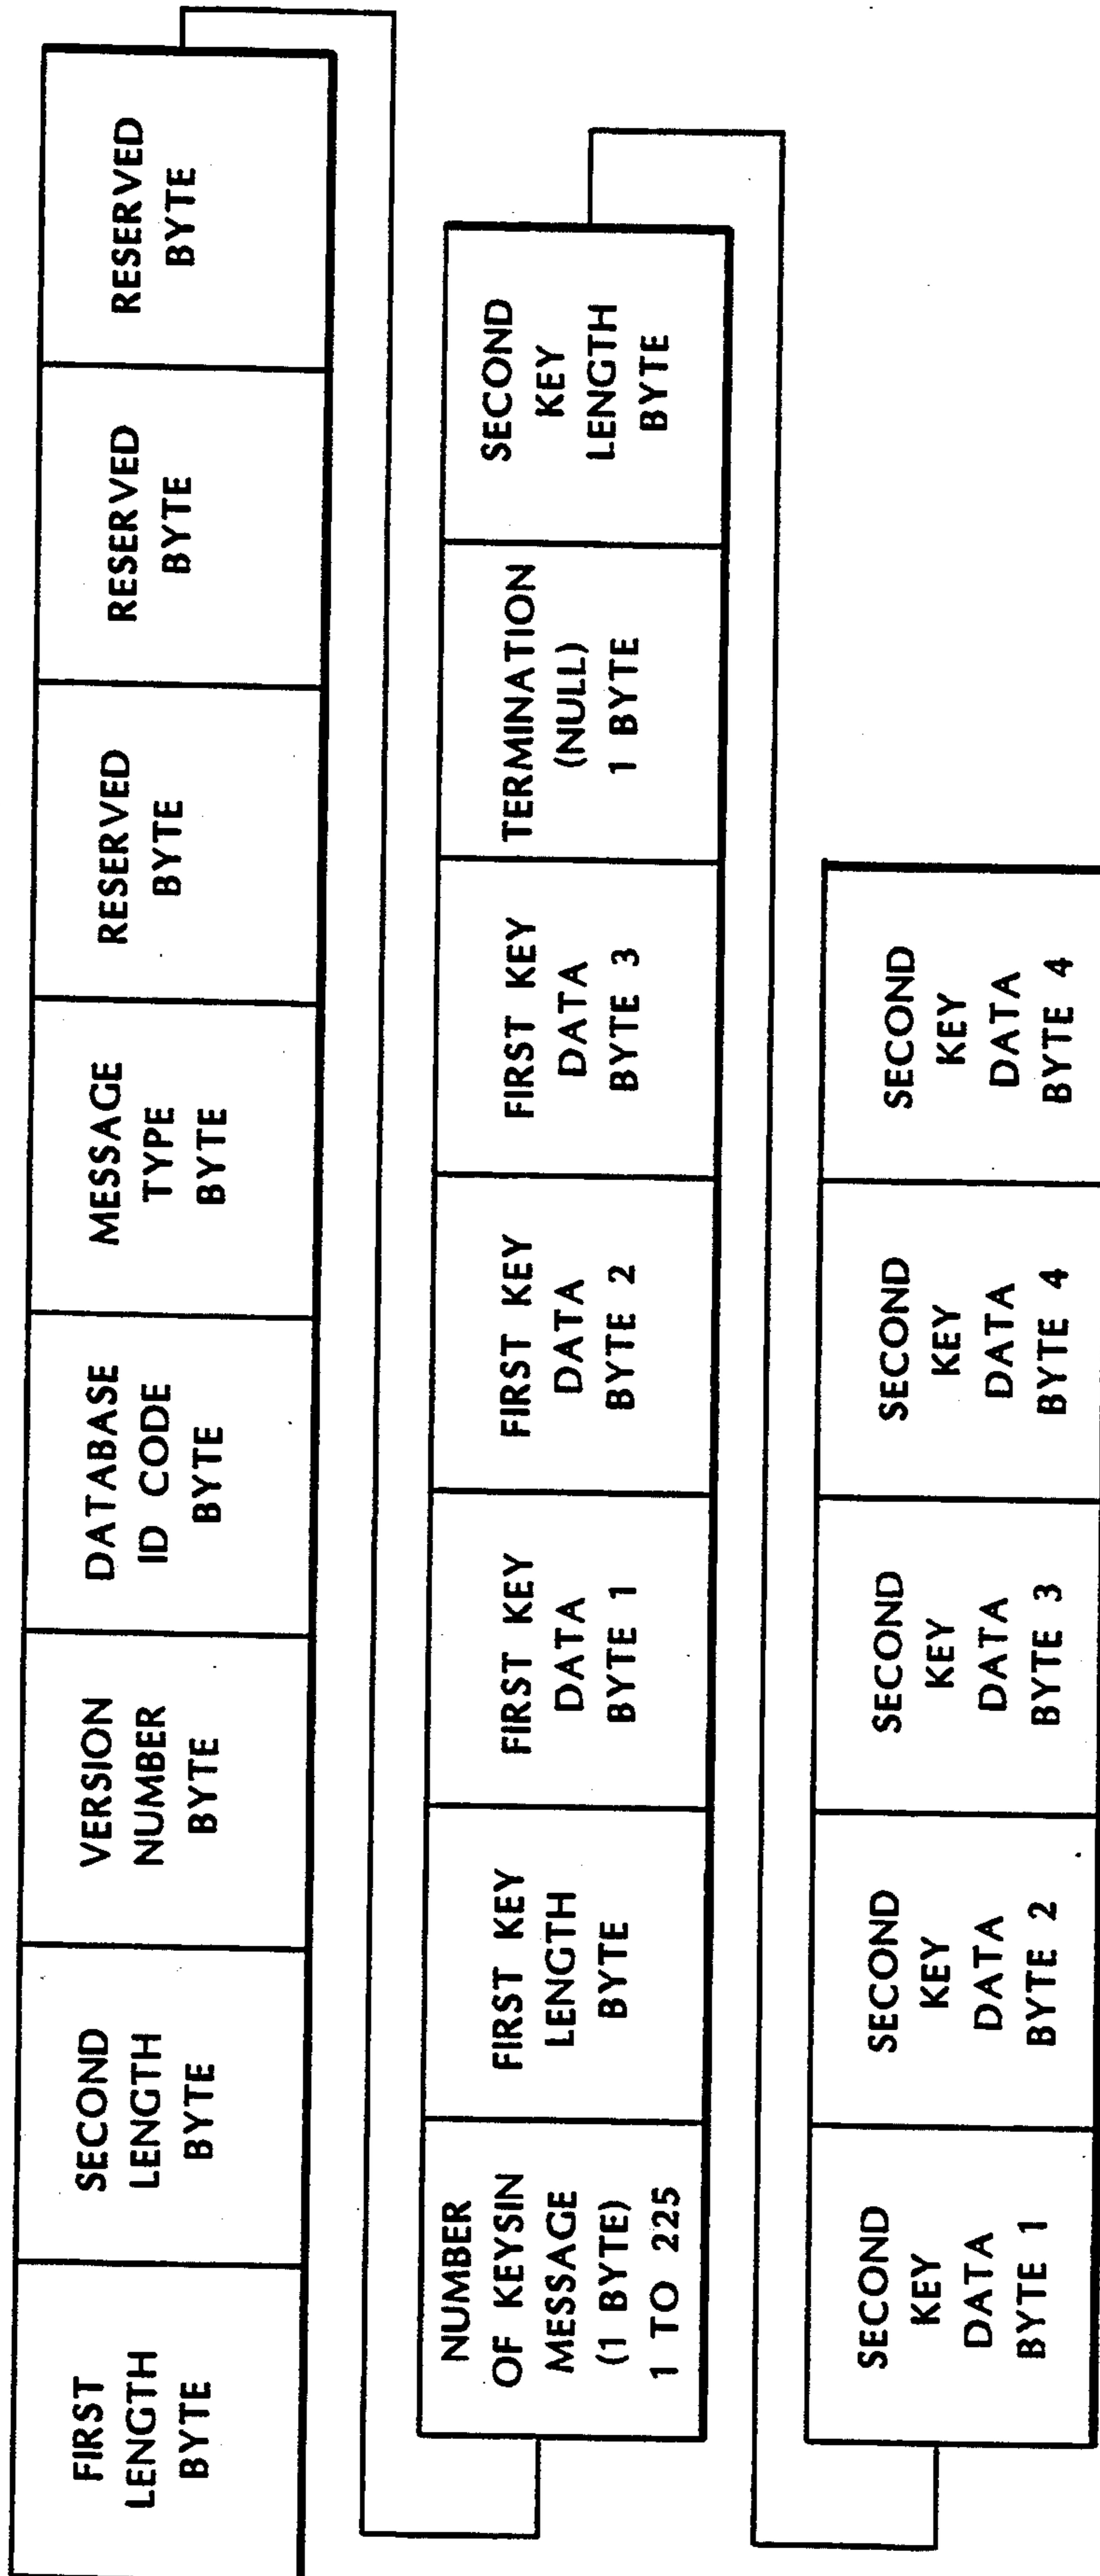 FIRST
LENGTH
BYTE
SECOND
LENGTH
BYTE
VERSION
NUMBER
BYTE
DATABASE
ID CODE
BYTE
MESSAGE
TYPE
BYTE
RESERVED
BYTE
RESERVED
BYTE
RESERVED
BYTE
NUMBER
OF KEYSIN
MESSAGE
(1 BYTE)
1 TO 225
FIRST KEY
LENGTH
BYTE
FIRST KEY
DATA
BYTE 1
FIRST KEY
DATA
BYTE 2
FIRST KEY
DATA
BYTE 3
TERMINATION
(NULL)
1 BYTE
SECOND
KEY
LENGTH
BYTE
SECOND
KEY
DATA
BYTE 1
SECOND
KEY
DATA
BYTE 2
SECOND
KEY
DATA
BYTE 3
SECOND
KEY
DATA
BYTE 4
SECOND
KEY
DATA
BYTE 4